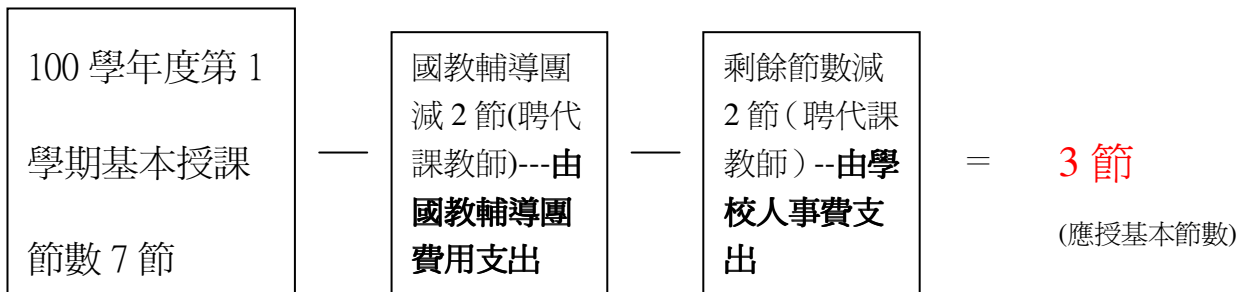 100 學年度第 1
學期基本授課
節數 7 節
—
國教輔導團
減 2 節(聘代
課教師)---由
國教輔導團
費用支出
—
剩餘節數減
2 節（聘代課
教師）--由學
校人事費支
出
=
3 節
(應授基本節數)